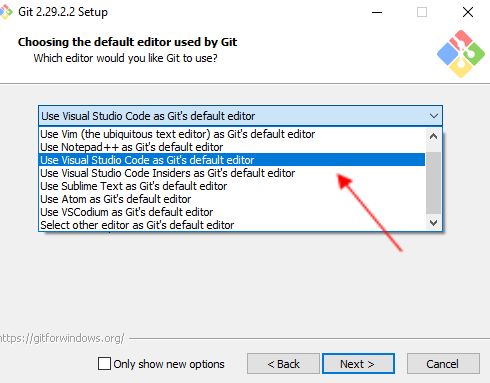 Git 2.29.2.2 Setup
Choosing the default editor used by Git
Which editor would you like Git to use?
Use Visual Studio Code as Git's default editor
Use Vim (the ubiquitous text editor) as Git's default editor
Use Notepad++ as Git's default editor
Use Visual Studio Code as Git's default editor
Use Visual Studio Code Insiders as Git's default editor
Use Sublime Text as Git's default editor
Use Atom as Git's default editor
Use VSCodium as Git's default editor
Select other editor as Git's default editor
https://gitforwindows.org/
Only show new options
< Back
Next >
Cancel